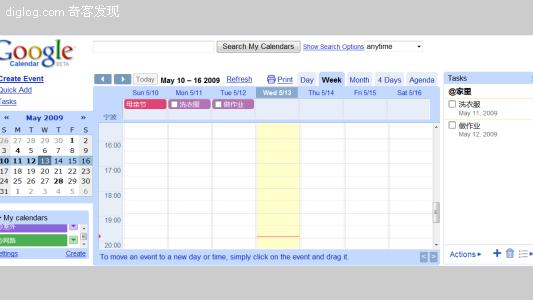 diglog.com 奇客发现
Google
Calendar BETA
Search My Calendars Show Search Options anytime
Create Event
Quick Add
Tasks
« May 2009 »
S M T W T F S
26 27 28 29 30 1 2
3 4 5 6 7 8 9
10 11 12 13 14 15 16
17 18 19 20 21 22 23
24 25 26 27 28 29 30
31 1 2 3 4 5 6
My calendars
@室外
@网路
Settings Create
Today May 10 – 16 2009 Refresh Print Day Week Month 4 Days Agenda
Sun 5/10 Mon 5/11 Tue 5/12 Wed 5/13 Thu 5/14 Fri 5/15 Sat 5/16
母亲节 洗衣服 做作业
宁波
16:00
17:00
18:00
19:00
20:00
To move an event to a new day or time, simply click on the event and drag it.
Tasks
@家里
洗衣服
May 11, 2009
做作业
May 12, 2009
Actions